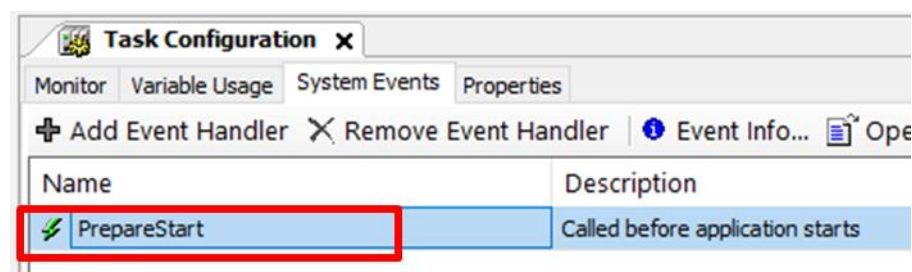 Task Configuration
Monitor Variable Usage System Events Properties
Add Event Handler Remove Event Handler Event Info... Ope
Name Description
PrepareStart Called before application starts